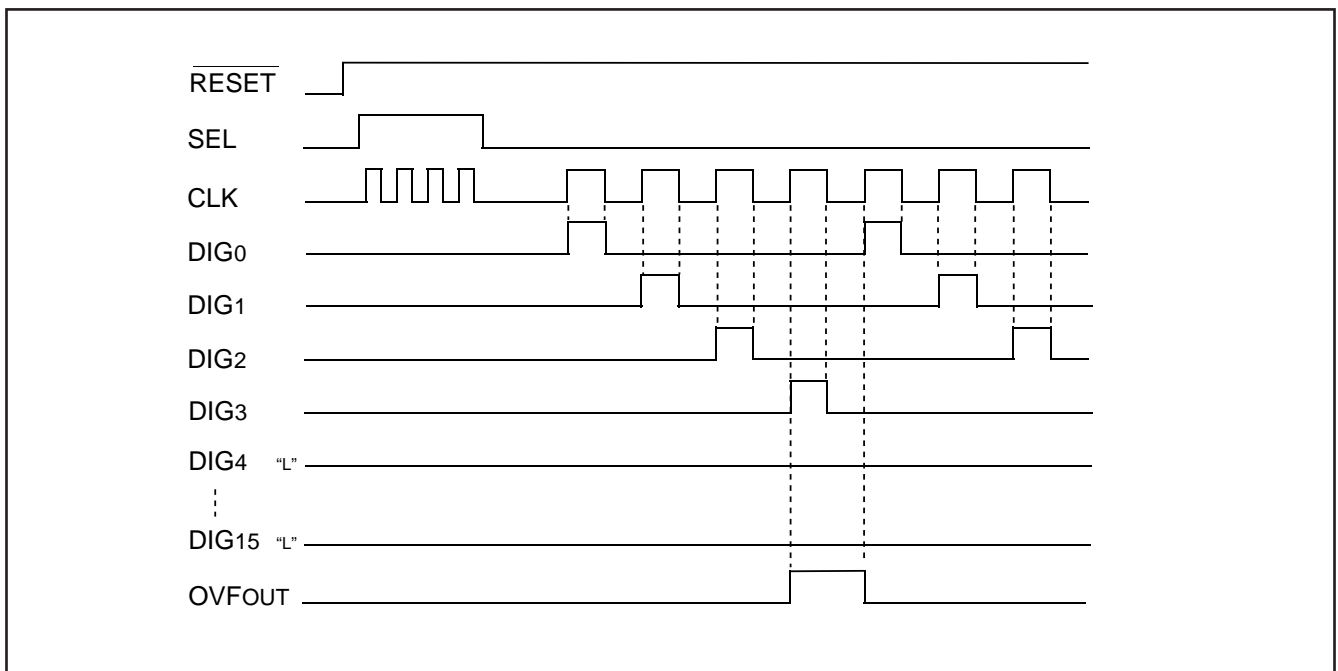 RESET
SEL
CLK
DIG0
DIG1
DIG2
DIG3
DIG4 “L”
DIG15 “L”
OVFOUT